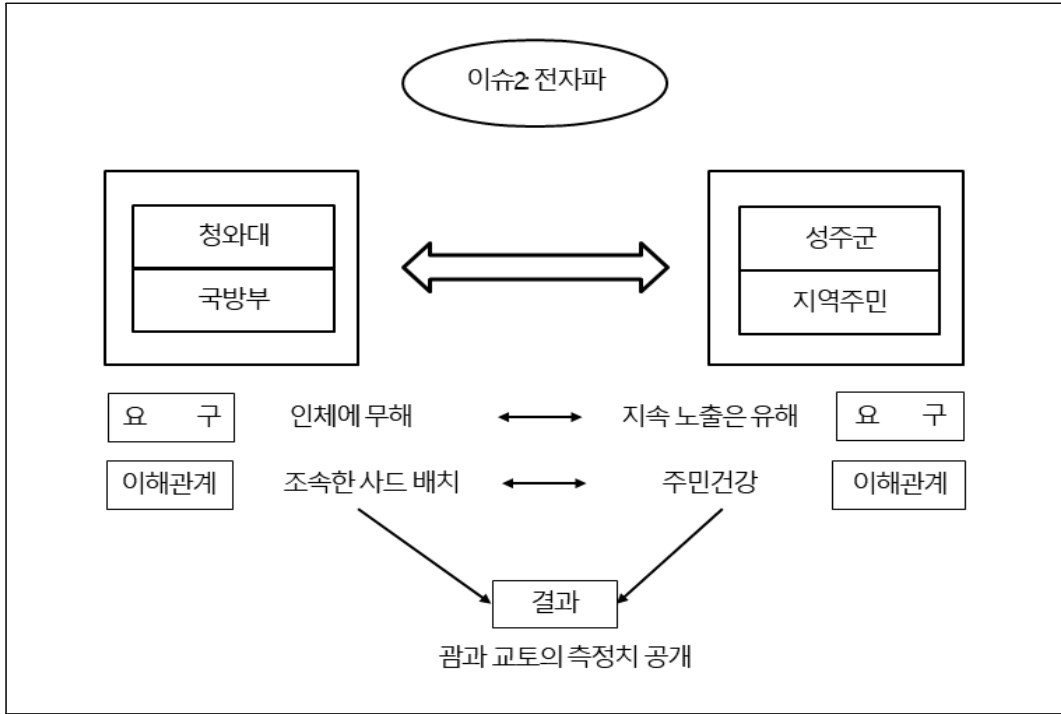 이슈2: 전자파
청와대
국방부
성주군
지역주민
요 구 인체에 무해 지속 노출은 유해 요 구
이해관계 조속한 사드 배치 주민건강 이해관계
결과
괌과 교토의 측정치 공개